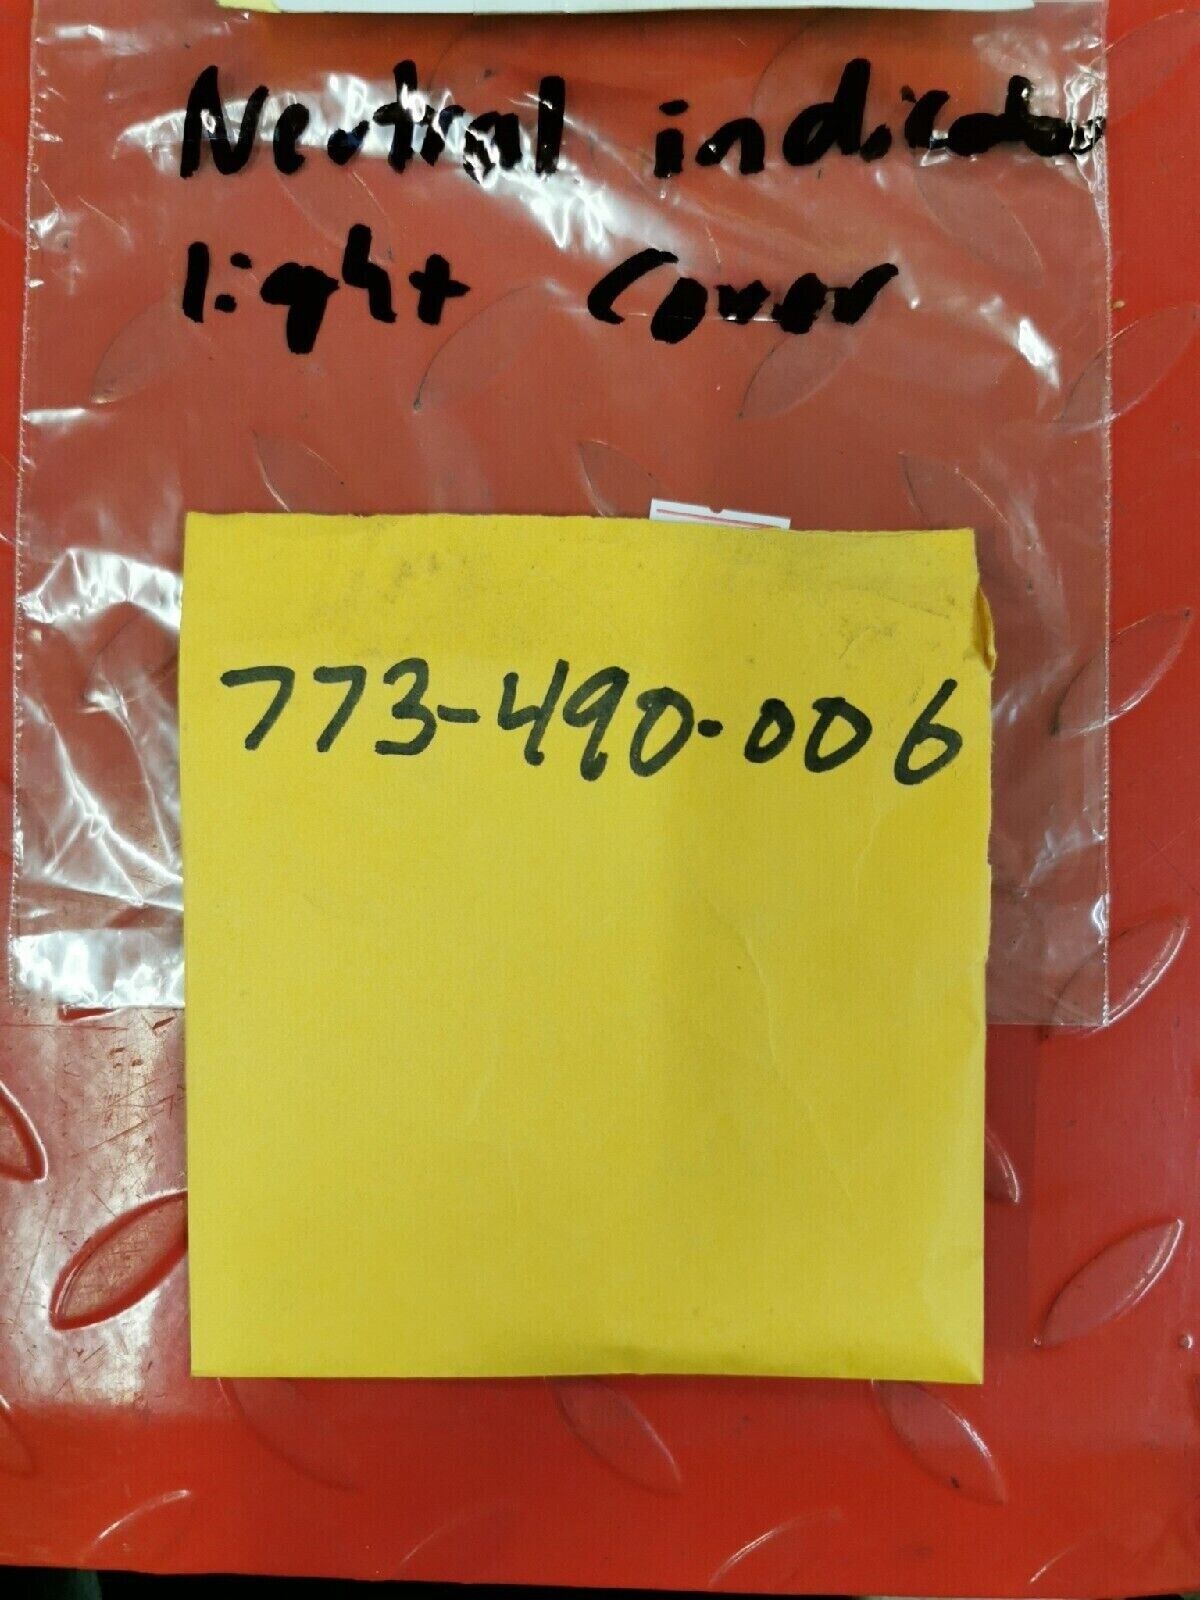 Neutral indicator
light cover
773-490-006